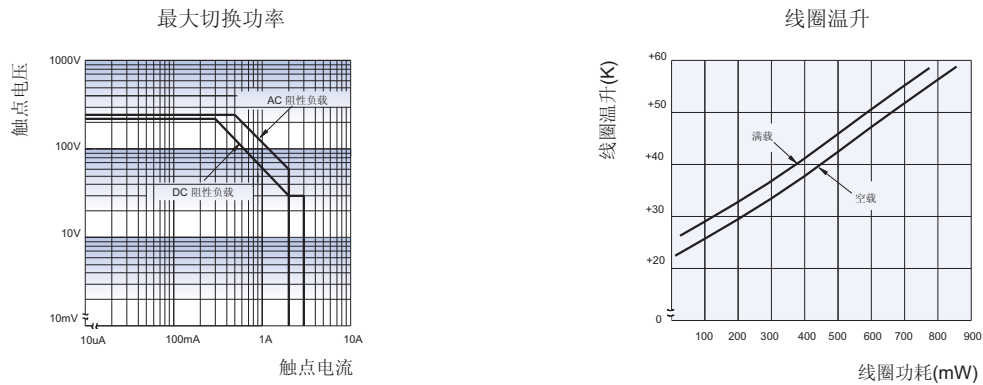 最大切换功率
触点电压
1000V
100V
10V
10mV
AC 阻性负载
DC 阻性负载
10uA
100mA
1A
10A
触点电流
线圈温升
线圈温升(K)
+60
+50
+40
+30
+20
0
满载
空载
100 200 300 400 500 600 700 800 900
线圈功耗(mW)